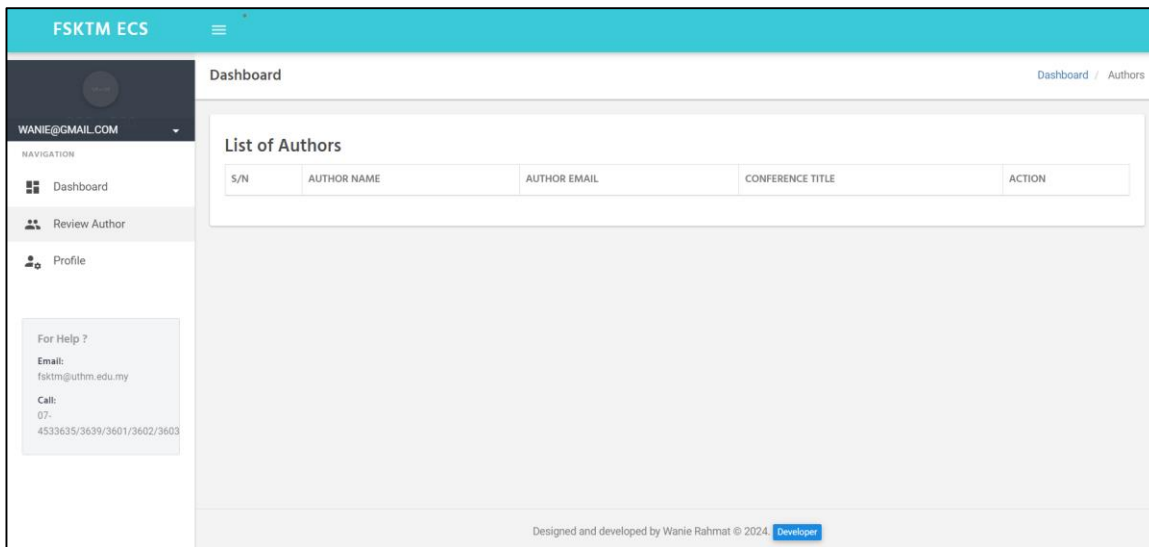 FSKTM ECS
Dashboard
Dashboard / Authors
WANIE@GMAIL.COM
NAVIGATION
Dashboard
Review Author
Profile
For Help ?
Email:
fsktm@uthm.edu.my
Call:
07-
4533635/3639/3601/3602/3603
List of Authors
S/N AUTHOR NAME AUTHOR EMAIL CONFERENCE TITLE ACTION
Designed and developed by Wanie Rahmat © 2024. Developer